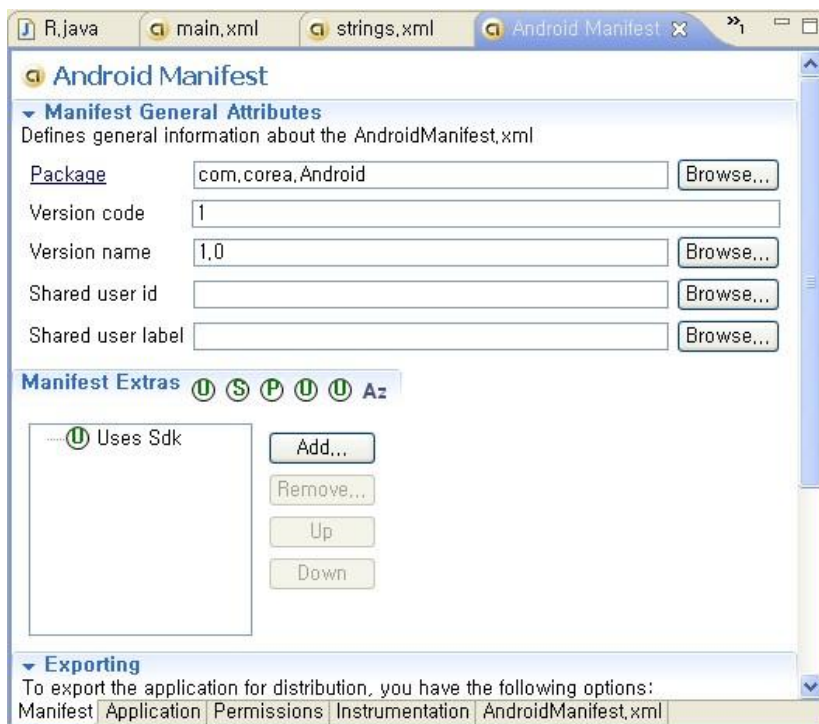 R.java main.xml strings.xml Android Manifest »1
Android Manifest
Manifest General Attributes
Defines general information about the AndroidManifest.xml
Package com.corea.Android Browse...
Version code 1
Version name 1.0 Browse...
Shared user id Browse...
Shared user label Browse...
Manifest Extras U S P U U Az
U Uses Sdk
Add...
Remove...
Up
Down
Exporting
To export the application for distribution, you have the following options:
Manifest Application Permissions Instrumentation AndroidManifest.xml